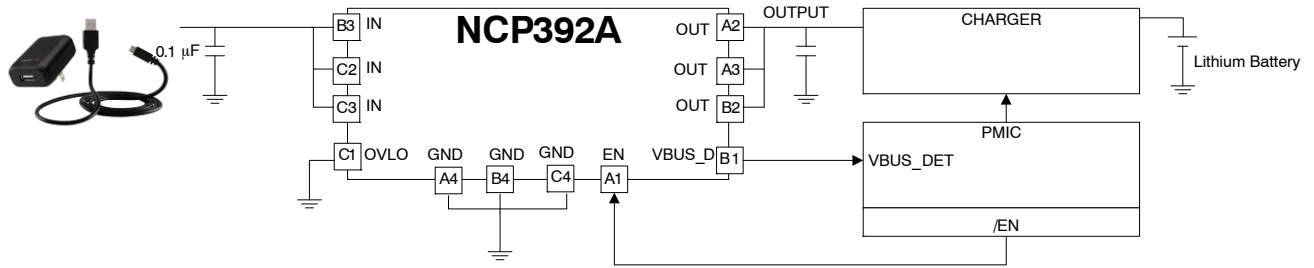 B3 IN
NCP392A
OUT A2
OUTPUT
CHARGER
0.1 μF
C2 IN
OUT A3
Lithium Battery
C3 IN
OUT B2
PMIC
C1 OVLO
GND
GND
GND
EN
VBUS_D B1
VBUS_DET
A4
B4
C4
A1
/EN